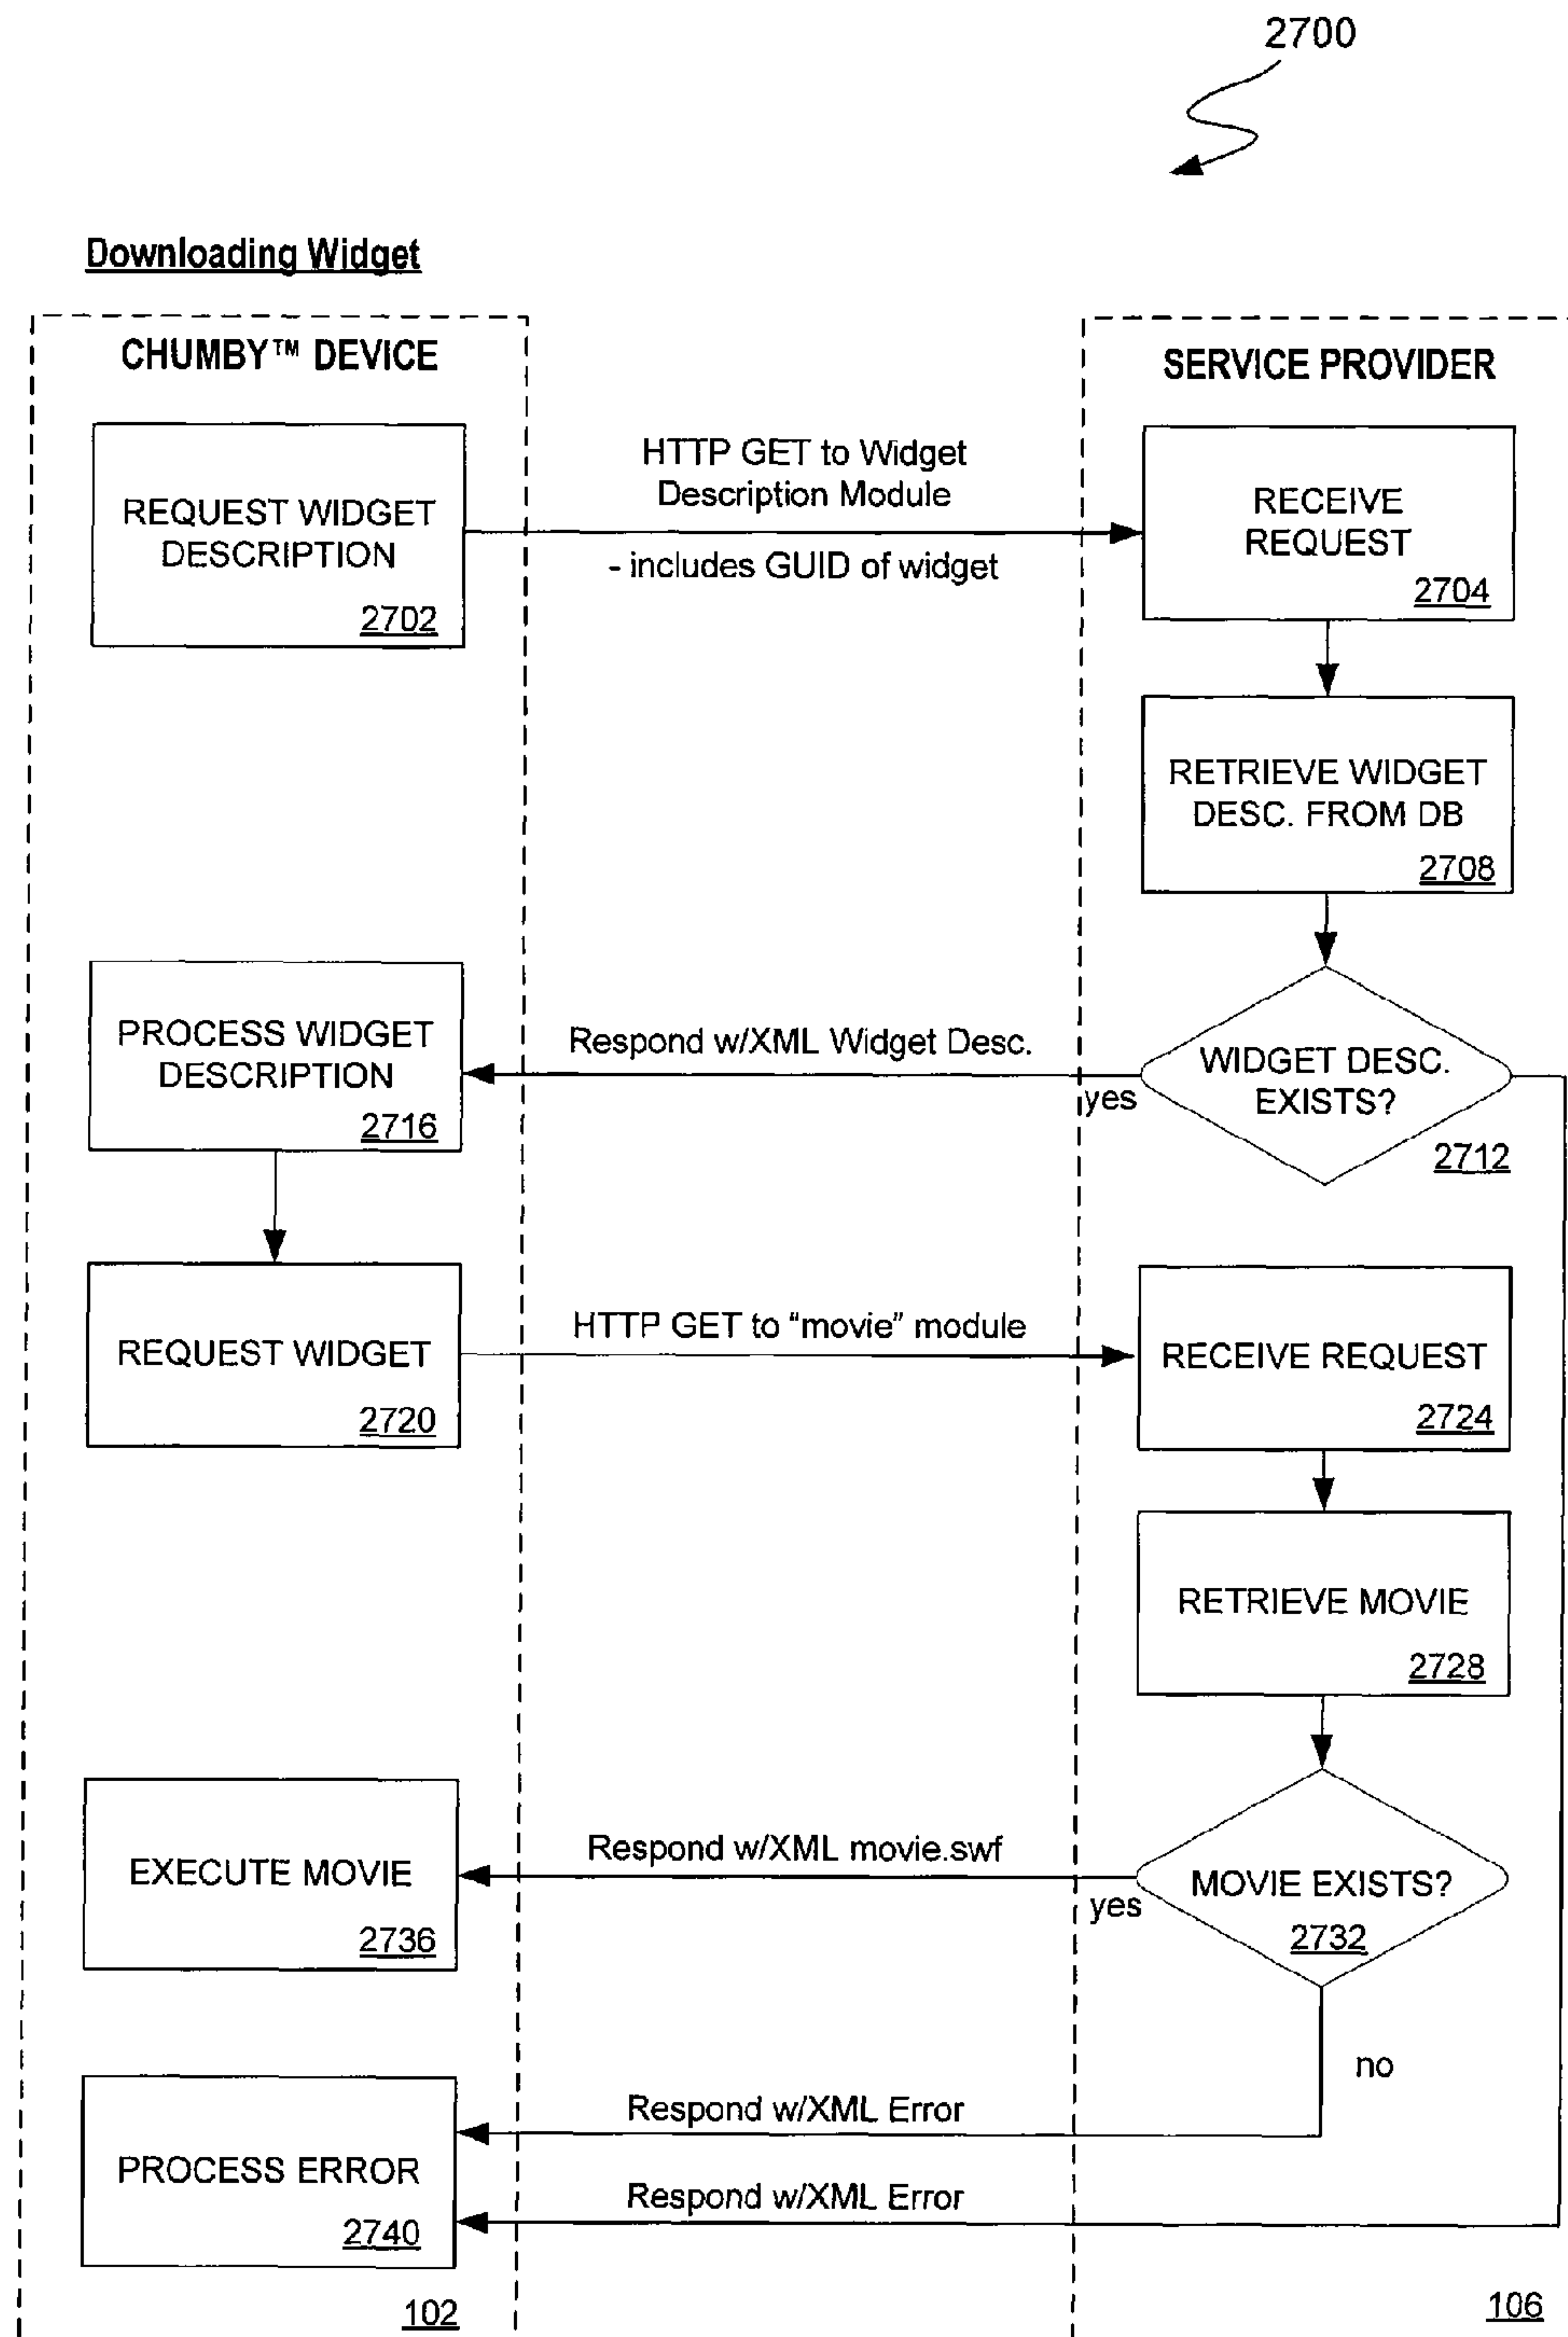 2700
Downloading Widget
CHUMBY™ DEVICE
SERVICE PROVIDER
REQUEST WIDGET
DESCRIPTION
2702
HTTP GET to Widget
Description Module
- includes GUID of widget
RECEIVE
REQUEST
2704
RETRIEVE WIDGET
DESC. FROM DB
2708
PROCESS WIDGET
DESCRIPTION
2716
Respond w/XML Widget Desc.
yes
WIDGET DESC.
EXISTS?
2712
REQUEST WIDGET
2720
HTTP GET to “movie” module
RECEIVE REQUEST
2724
RETRIEVE MOVIE
2728
EXECUTE MOVIE
2736
Respond w/XML movie.swf
yes
MOVIE EXISTS?
2732
no
PROCESS ERROR
2740
Respond w/XML Error
Respond w/XML Error
102
106